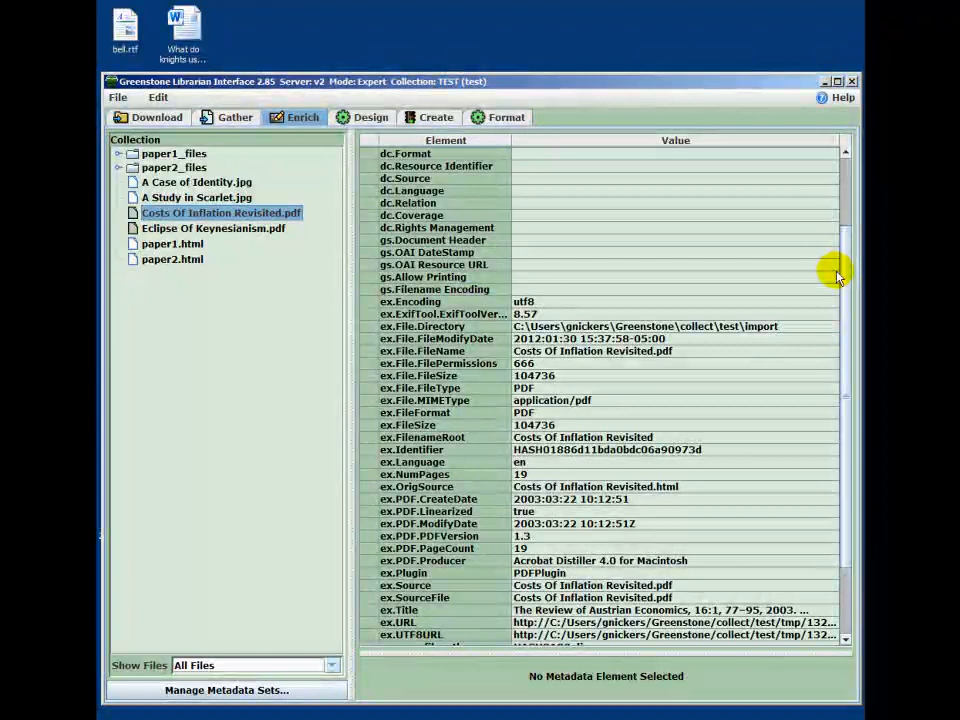 bell.rtf
What do
knights us...
Greenstone Librarian Interface 2.85 Server: v2 Mode: Expert Collection: TEST (test)
File Edit Help
Download Gather Enrich Design Create Format
Collection
paper1_files
paper2_files
A Case of Identity.jpg
A Study in Scarlet.jpg
Costs Of Inflation Revisited.pdf
Eclipse Of Keynesianism.pdf
paper1.html
paper2.html
Show Files All Files
Manage Metadata Sets...
Element Value
dc.Format
dc.Resource Identifier
dc.Source
dc.Language
dc.Relation
dc.Coverage
dc.Rights Management
gs.Document Header
gs.OAI DateStamp
gs.OAI Resource URL
gs.Allow Printing
gs.Filename Encoding
ex.Encoding utf8
ex.ExifTool.ExifToolVer... 8.57
ex.File.Directory C:\Users\gnickers\Greenstone\collect\test\import
ex.File.FileModifyDate 2012:01:30 15:37:58-05:00
ex.File.FileName Costs Of Inflation Revisited.pdf
ex.File.FilePermissions 666
ex.File.FileSize 104736
ex.File.FileType PDF
ex.File.MIMEType application/pdf
ex.FileFormat PDF
ex.FileSize 104736
ex.FilenameRoot Costs Of Inflation Revisited
ex.Identifier HASH01886d11bda0bdc06a90973d
ex.Language en
ex.NumPages 19
ex.OrigSource Costs Of Inflation Revisited.html
ex.PDF.CreateDate 2003:03:22 10:12:51
ex.PDF.Linearized true
ex.PDF.ModifyDate 2003:03:22 10:12:51Z
ex.PDF.PDFVersion 1.3
ex.PDF.PageCount 19
ex.PDF.Producer Acrobat Distiller 4.0 for Macintosh
ex.Plugin PDFPlugin
ex.Source Costs Of Inflation Revisited.pdf
ex.SourceFile Costs Of Inflation Revisited.pdf
ex.Title The Review of Austrian Economics, 16:1, 77–95, 2003. ...
ex.URL http://C:/Users/gnickers/Greenstone/collect/test/tmp/132...
ex.UTF8URL http://C:/Users/gnickers/Greenstone/collect/test/tmp/132...
No Metadata Element Selected